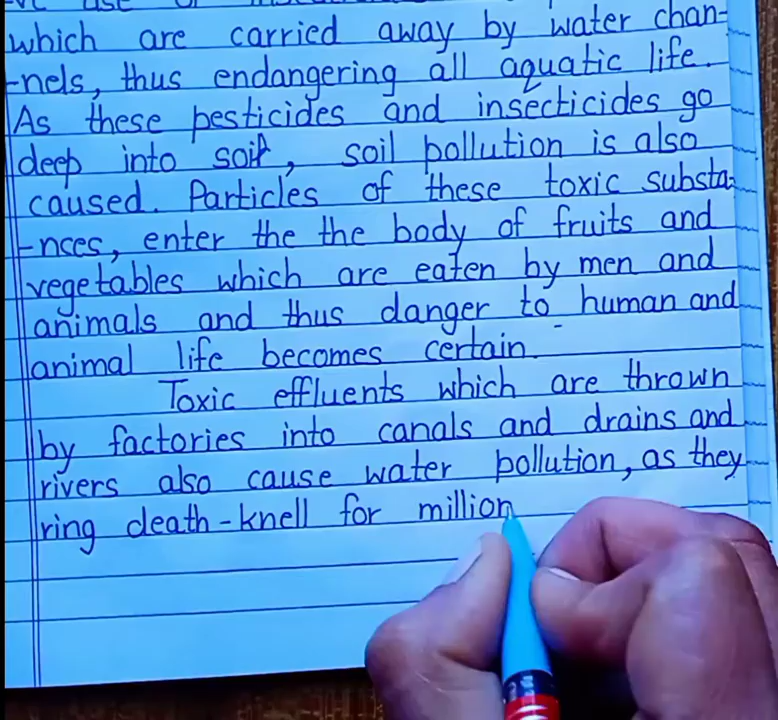 use of
which are carried away by water chan-
-nels, thus endangering all aquatic life.
As these pesticides and insecticides go
deep into soil, soil pollution is also
caused. Particles of these toxic substa-
-nces, enter the the body of fruits and
vegetables which are eaten by men and
animals and thus danger to human and
animal life becomes certain.
Toxic effluents which are thrown
by factories into canals and drains and
rivers also cause water pollution, as they
ring death-knell for million